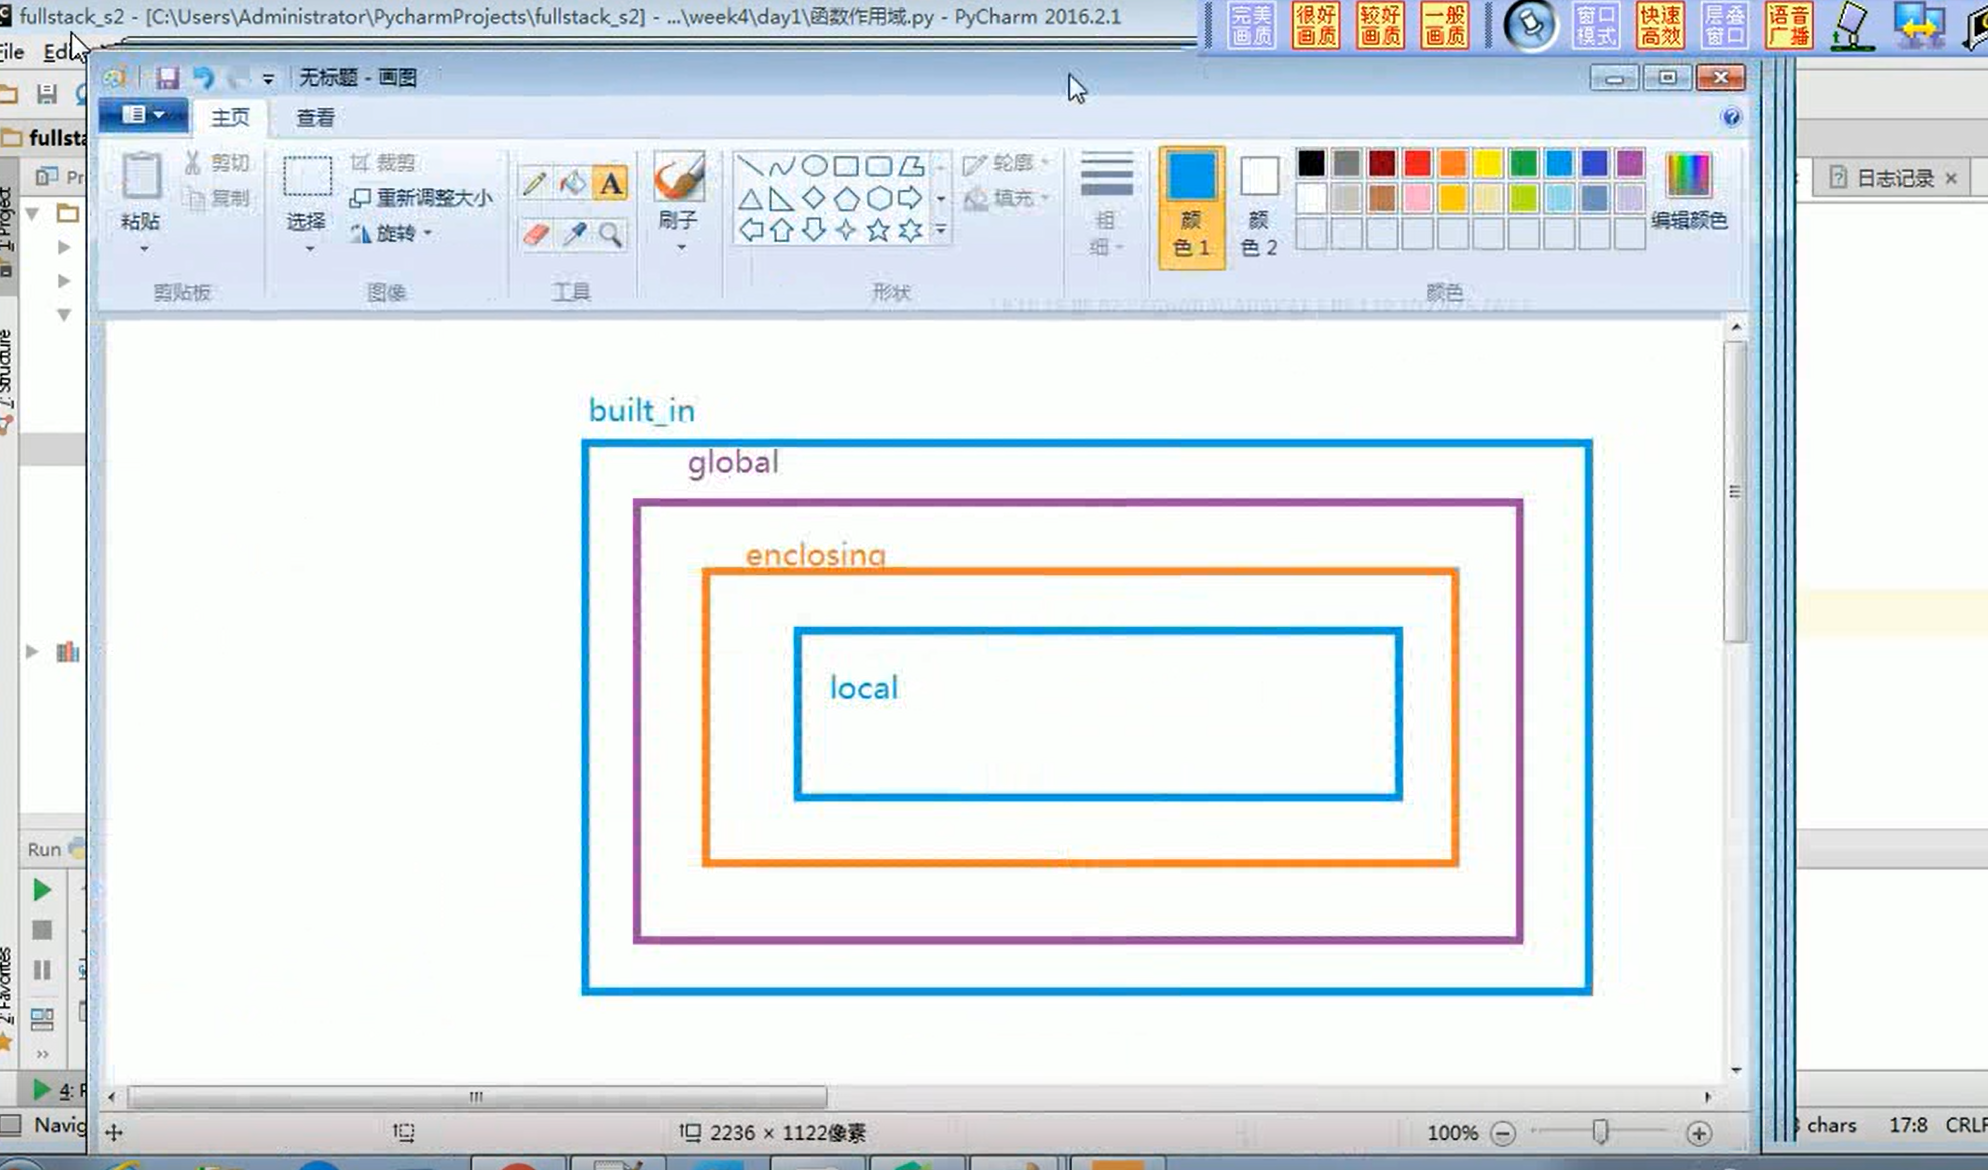 fullstack_s2 - [C:\Users\Administrator\PycharmProjects\fullstack_s2] - ...\week4\day1\函数作用域.py - PyCharm 2016.2.1
完美画质 很好画质 较好画质 一般画质 窗口模式 快速高效 层叠窗口 语音广播
无标题 - 画图
主页 查看
日志记录
粘贴
剪切
复制
剪贴板
选择
裁剪
重新调整大小
旋转
图像
A
工具
刷子
轮廓
填充
形状
粗细
颜色 1
颜色 2
编辑颜色
颜色
1: Project
Z: Structure
2: Favorites
Run
built_in
global
enclosing
local
2236 × 1122像素
100%
chars 17:8